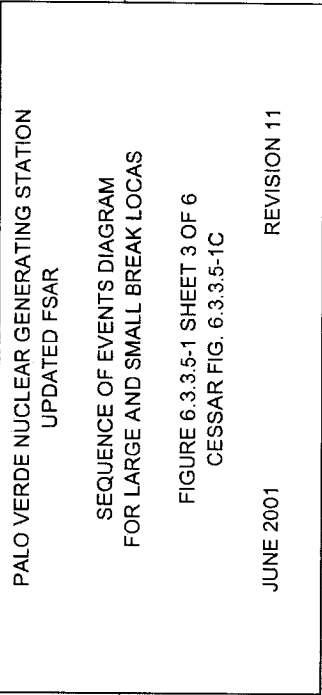 PALO VERDE NUCLEAR GENERATING STATION
UPDATED FSAR
SEQUENCE OF EVENTS DIAGRAM
FOR LARGE AND SMALL BREAK LOCAS
FIGURE 6.3.3.5-1 SHEET 3 OF 6
CESSAR FIG. 6.3.3.5-1C
JUNE 2001 REVISION 11